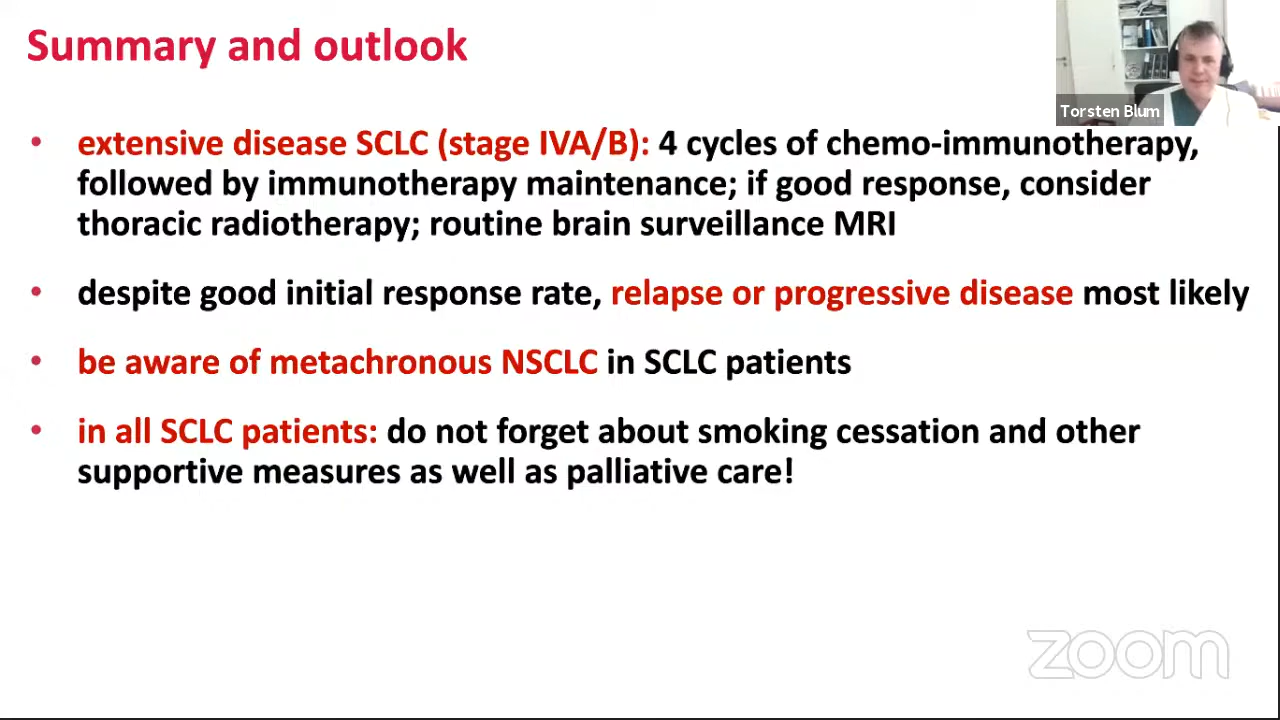 Summary and outlook
Torsten Blum
• extensive disease SCLC (stage IVA/B): 4 cycles of chemo-immunotherapy,
followed by immunotherapy maintenance; if good response, consider
thoracic radiotherapy; routine brain surveillance MRI
• despite good initial response rate, relapse or progressive disease most likely
• be aware of metachronous NSCLC in SCLC patients
• in all SCLC patients: do not forget about smoking cessation and other
supportive measures as well as palliative care!
zoom